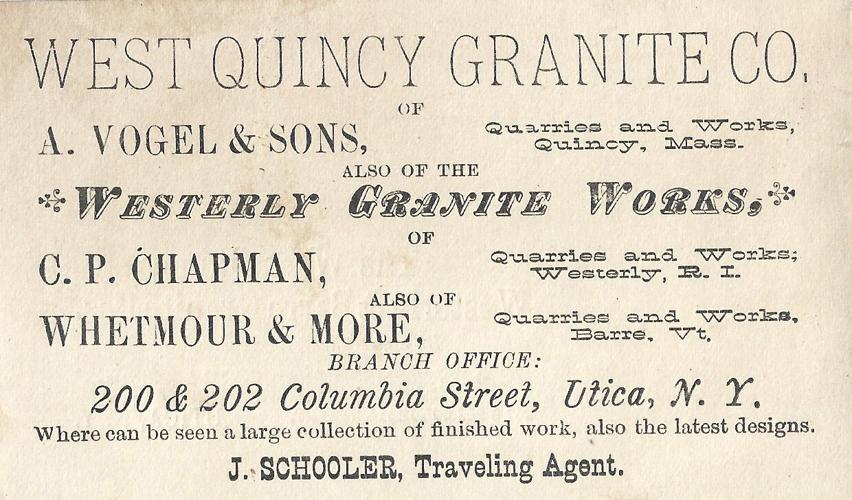 WEST QUINCY GRANITE CO.
OF
A. VOGEL & SONS,
Quarries and Works,
Quincy, Mass.
ALSO OF THE
WESTERLY GRANITE WORKS,
OF
C. P. CHAPMAN,
Quarries and Works;
Westerly, R. I.
ALSO OF
WHETMOUR & MORE,
Quarries and Works,
Barre, Vt.
BRANCH OFFICE:
200 & 202 Columbia Street, Utica, N. Y.
Where can be seen a large collection of finished work, also the latest designs.
J. SCHOOLER, Traveling Agent.